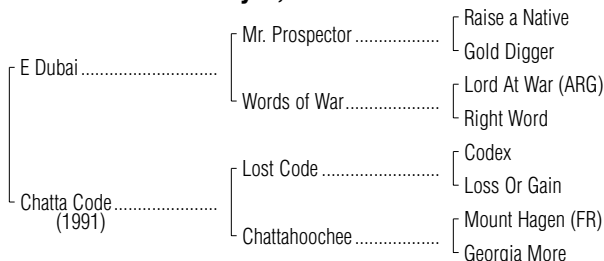 Raise a Native
Mr. Prospector ...................
Gold Digger
E Dubai ..............................
Lord At War (ARG)
Words of War.....................
Right Word
Codex
Lost Code ..........................
Loss Or Gain
Chatta Code .......................
(1991)
Mount Hagen (FR)
Chattahoochee ...................
Georgia More